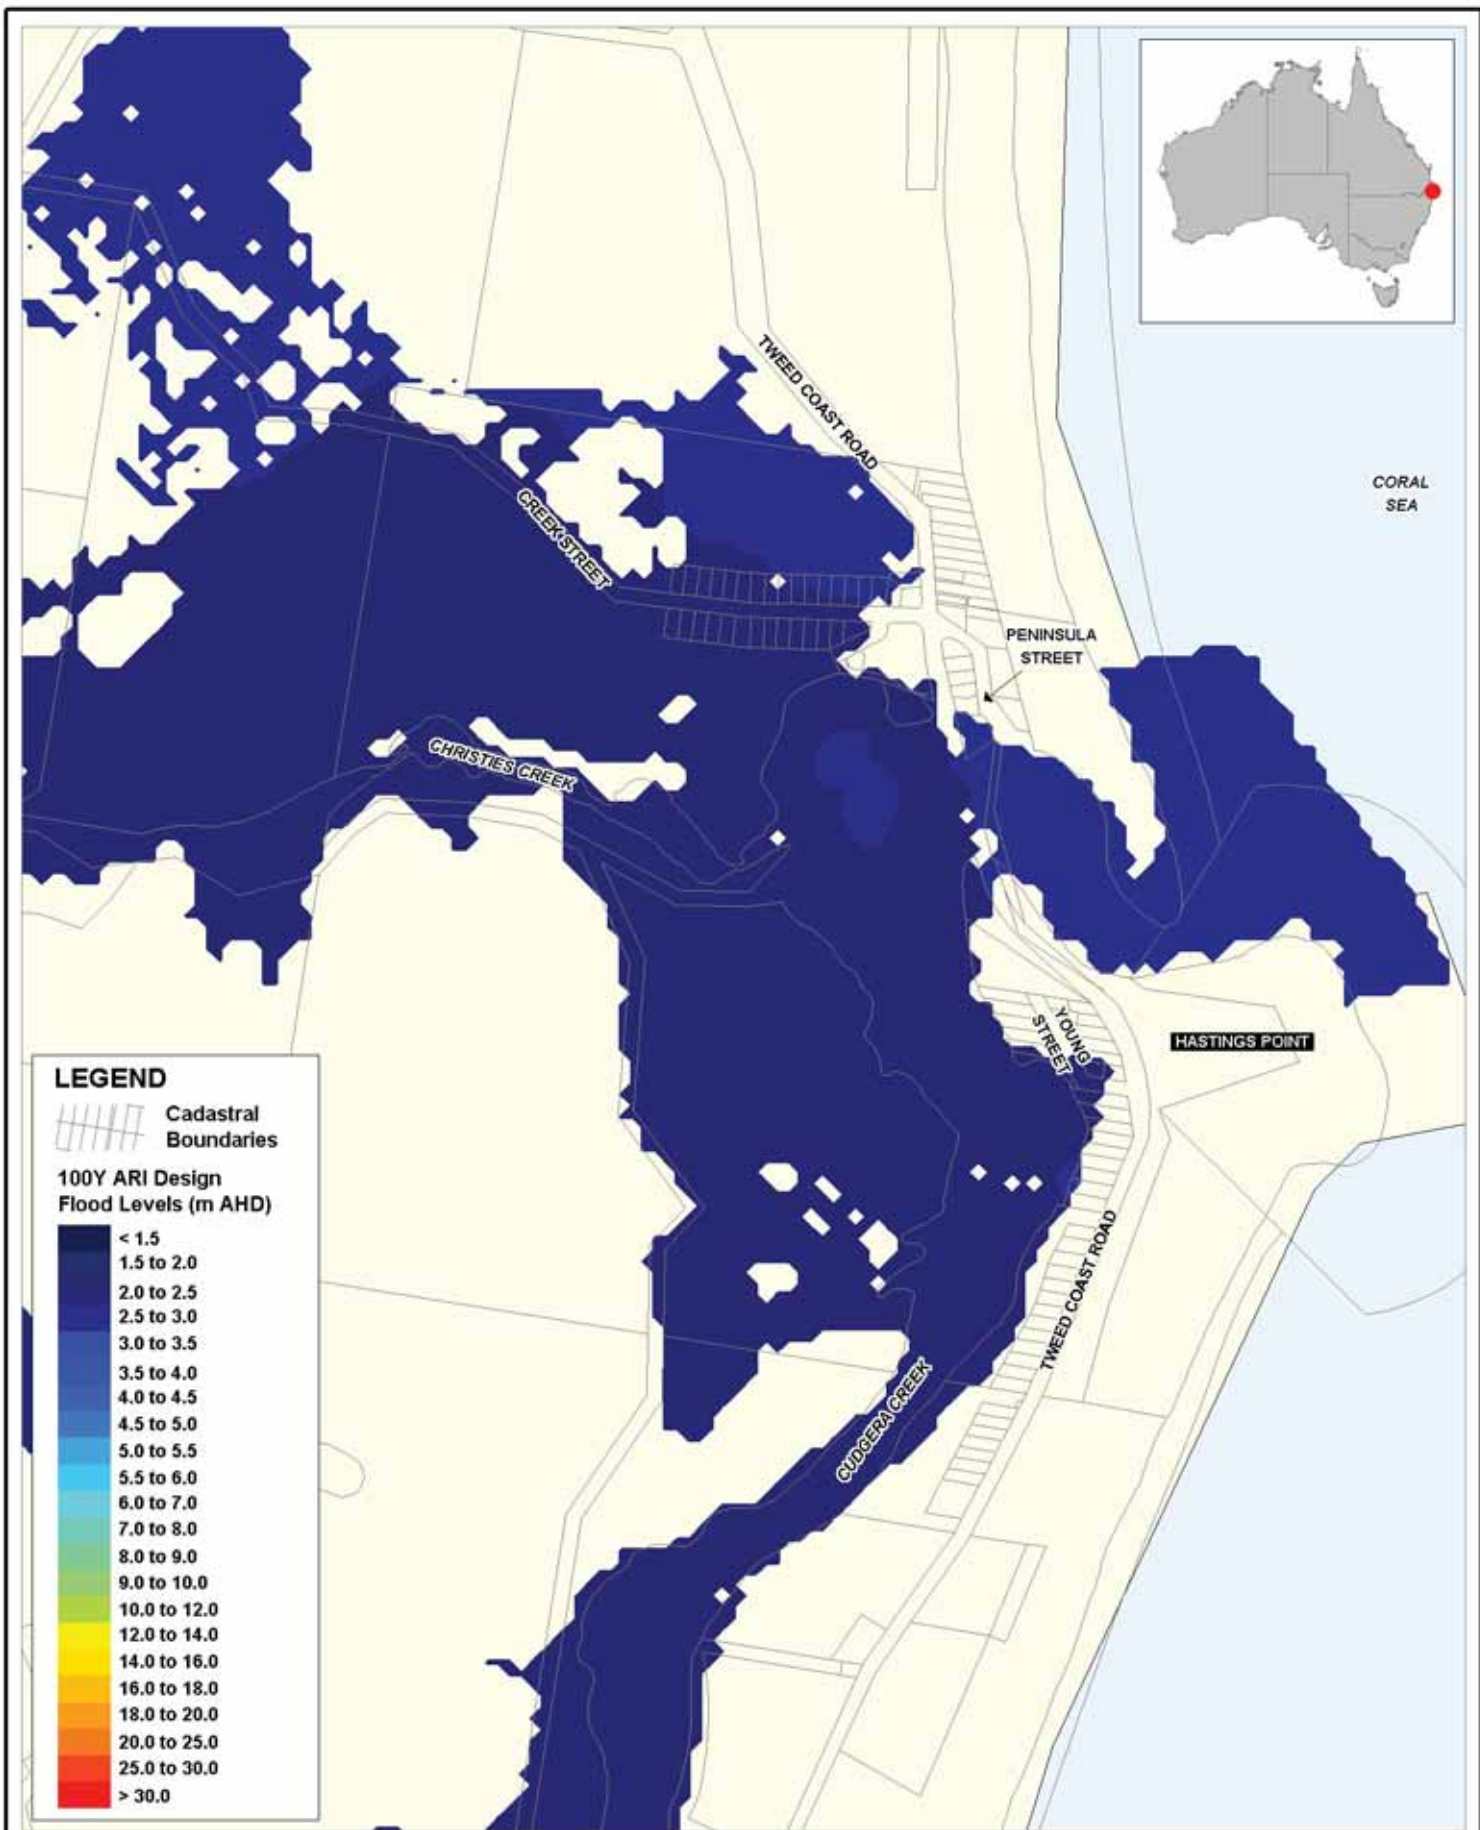 CORAL
SEA
TWEED COAST ROAD
CREEK STREET
PENINSULA
STREET
CHRISTIES CREEK
YOUNG
STREET
HASTINGS POINT
TWEED COAST ROAD
CUDGERA CREEK
LEGEND
Cadastral
Boundaries
100Y ARI Design
Flood Levels (m AHD)
< 1.5
1.5 to 2.0
2.0 to 2.5
2.5 to 3.0
3.0 to 3.5
3.5 to 4.0
4.0 to 4.5
4.5 to 5.0
5.0 to 5.5
5.5 to 6.0
6.0 to 7.0
7.0 to 8.0
8.0 to 9.0
9.0 to 10.0
10.0 to 12.0
12.0 to 14.0
14.0 to 16.0
16.0 to 18.0
18.0 to 20.0
20.0 to 25.0
25.0 to 30.0
> 30.0